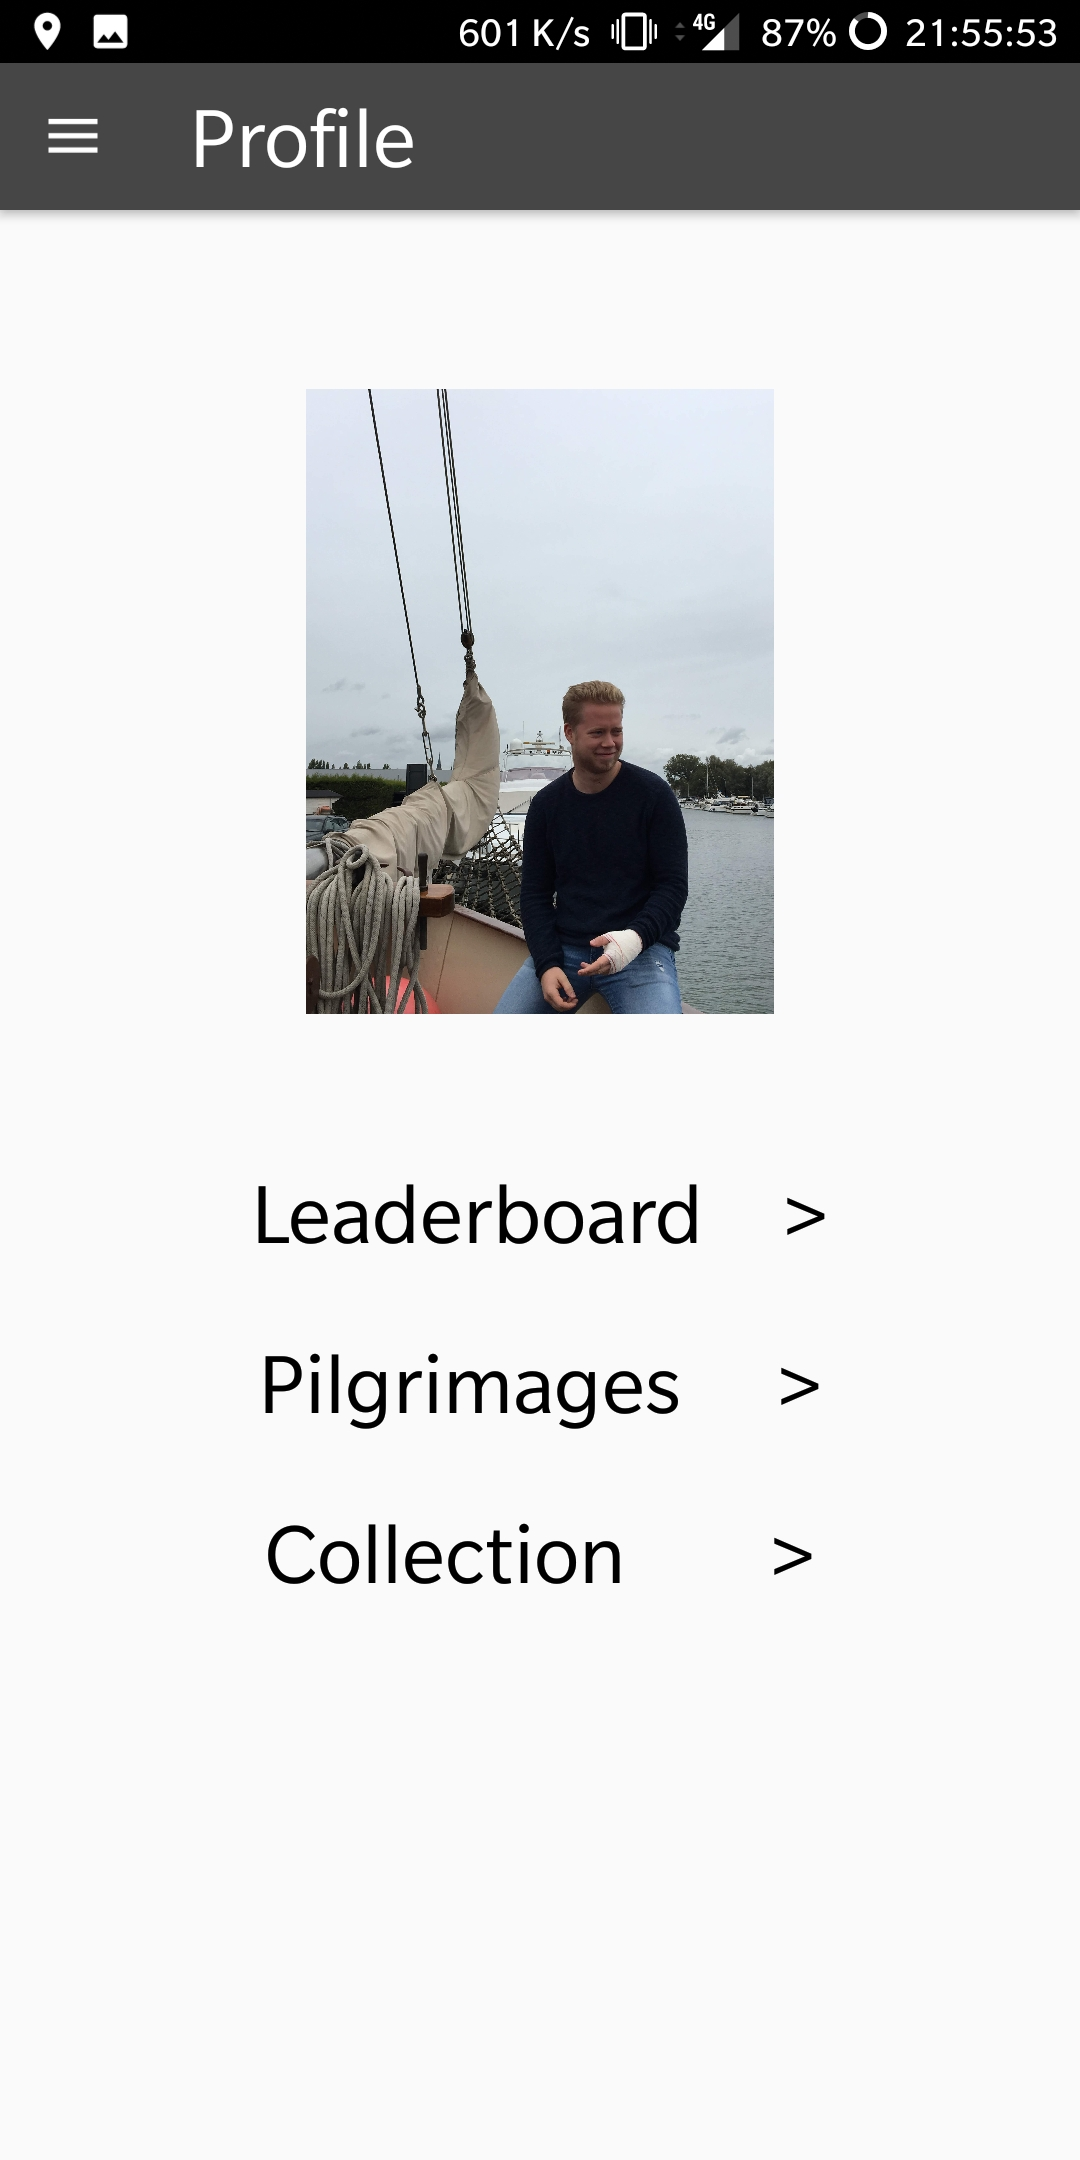 601 K/s 4G 87% 21:55:53
Profile
Leaderboard >
Pilgrimages >
Collection >